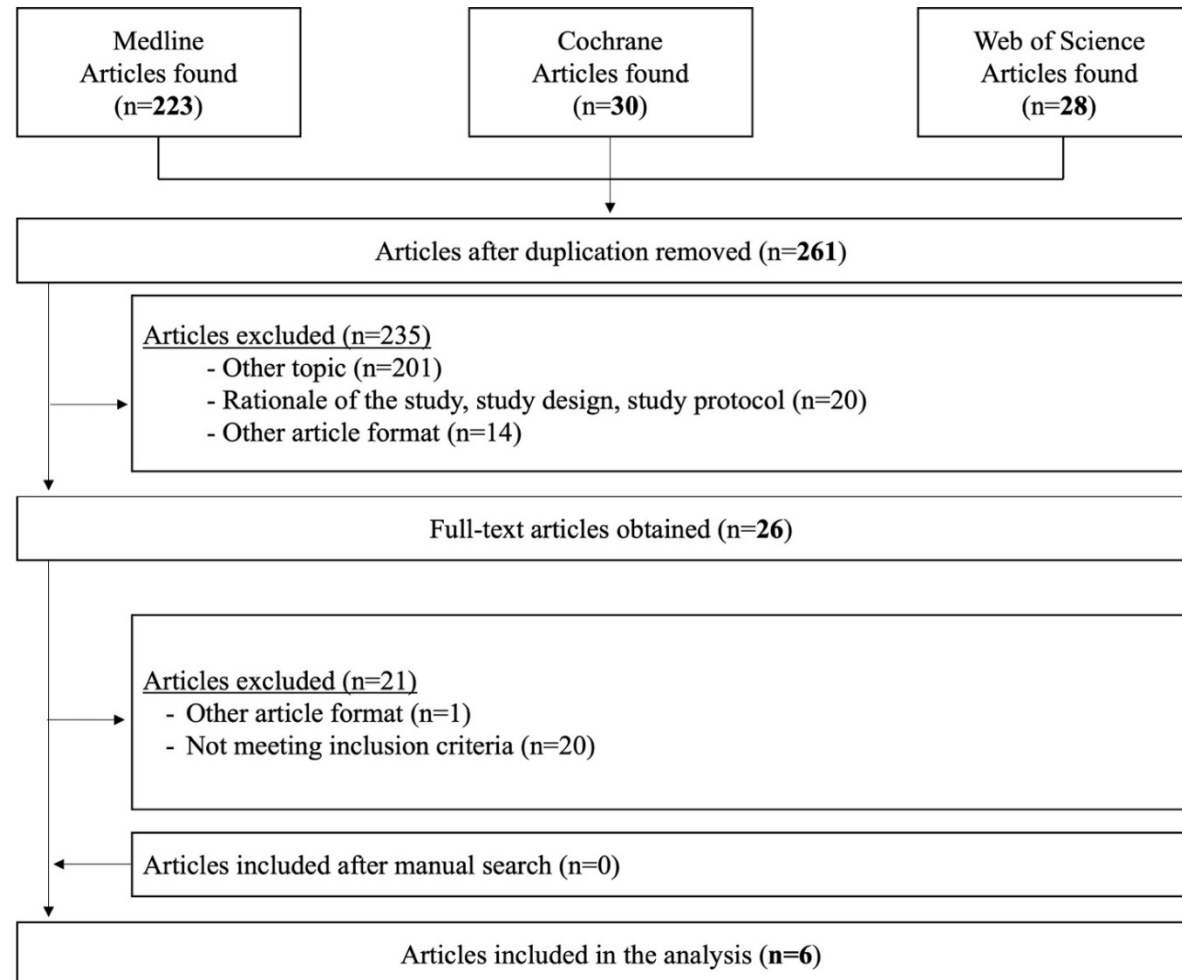 Medline
Articles found
(n=223)
Cochrane
Articles found
(n=30)
Web of Science
Articles found
(n=28)
Articles after duplication removed (n=261)
Articles excluded (n=235)
- Other topic (n=201)
- Rationale of the study, study design, study protocol (n=20)
- Other article format (n=14)
Full-text articles obtained (n=26)
Articles excluded (n=21)
- Other article format (n=1)
- Not meeting inclusion criteria (n=20)
Articles included after manual search (n=0)
Articles included in the analysis (n=6)